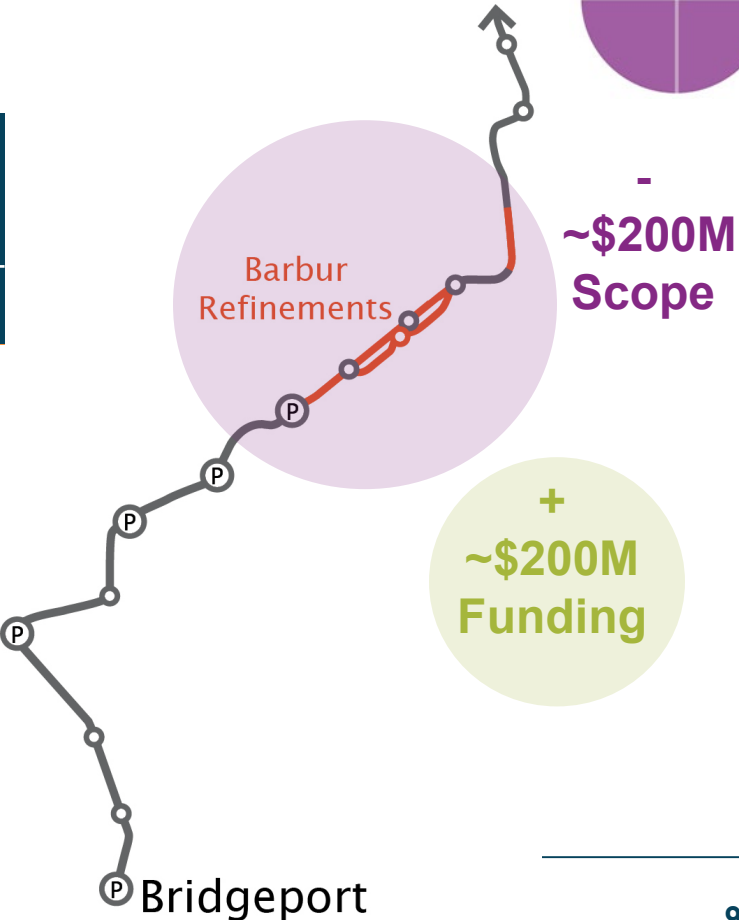 -
~$200M
Scope
Barbur
Refinements
P
P
+
~$200M
Funding
P
P
P
Bridgeport